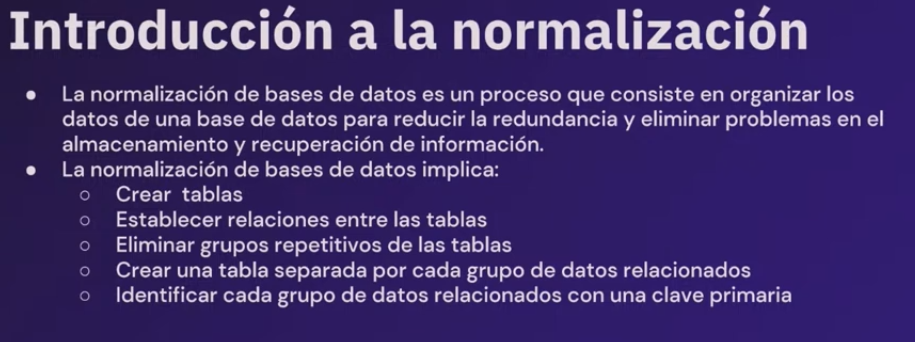 Introducción a la normalización
● La normalización de bases de datos es un proceso que consiste en organizar los
datos de una base de datos para reducir la redundancia y eliminar problemas en el
almacenamiento y recuperación de información.
● La normalización de bases de datos implica:
○ Crear tablas
○ Establecer relaciones entre las tablas
○ Eliminar grupos repetitivos de las tablas
○ Crear una tabla separada por cada grupo de datos relacionados
○ Identificar cada grupo de datos relacionados con una clave primaria